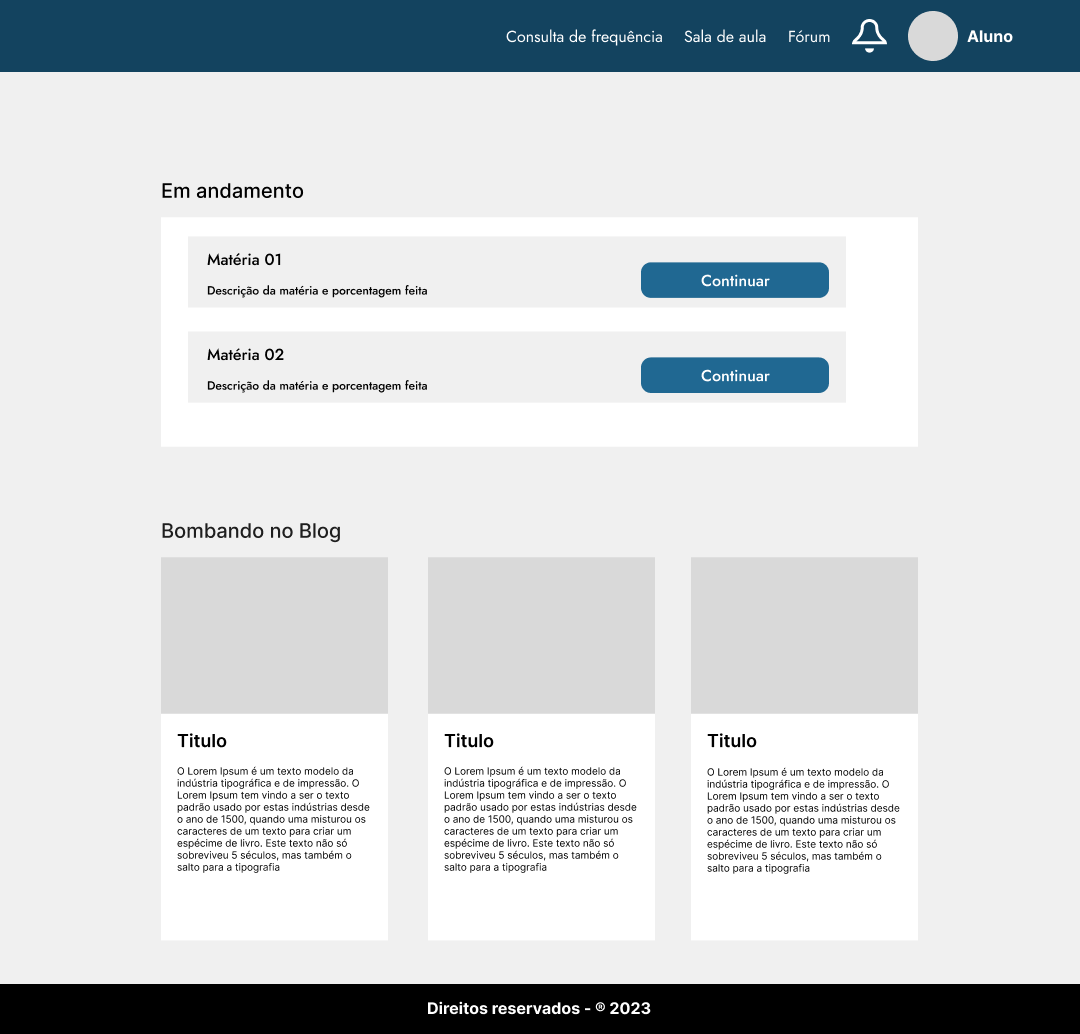 Consulta de frequência Sala de aula Fórum Aluno
Em andamento
Matéria 01
Descrição da matéria e porcentagem feita
Continuar
Matéria 02
Descrição da matéria e porcentagem feita
Continuar
Bombando no Blog
Titulo
O Lorem Ipsum é um texto modelo da
indústria tipográfica e de impressão. O
Lorem Ipsum tem vindo a ser o texto
padrão usado por estas indústrias desde
o ano de 1500, quando uma misturou os
caracteres de um texto para criar um
espécime de livro. Este texto não só
sobreviveu 5 séculos, mas também o
salto para a tipografia
Titulo
O Lorem Ipsum é um texto modelo da
indústria tipográfica e de impressão. O
Lorem Ipsum tem vindo a ser o texto
padrão usado por estas indústrias desde
o ano de 1500, quando uma misturou os
caracteres de um texto para criar um
espécime de livro. Este texto não só
sobreviveu 5 séculos, mas também o
salto para a tipografia
Titulo
O Lorem Ipsum é um texto modelo da
indústria tipográfica e de impressão. O
Lorem Ipsum tem vindo a ser o texto
padrão usado por estas indústrias desde
o ano de 1500, quando uma misturou os
caracteres de um texto para criar um
espécime de livro. Este texto não só
sobreviveu 5 séculos, mas também o
salto para a tipografia
Direitos reservados - ® 2023